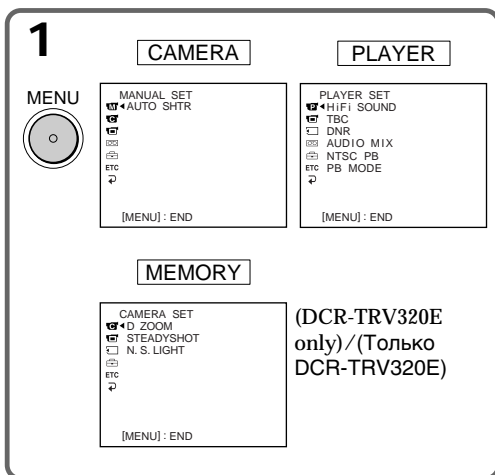 1
CAMERA
PLAYER
MENU
MANUAL SET
AUTO SHTR
ETC
[MENU] : END
PLAYER SET
HiFi SOUND
TBC
DNR
AUDIO MIX
NTSC PB
ETC PB MODE
[MENU] : END
MEMORY
CAMERA SET
D ZOOM
STEADYSHOT
N. S. LIGHT
ETC
[MENU] : END
(DCR-TRV320E
only)/(Только
DCR-TRV320E)